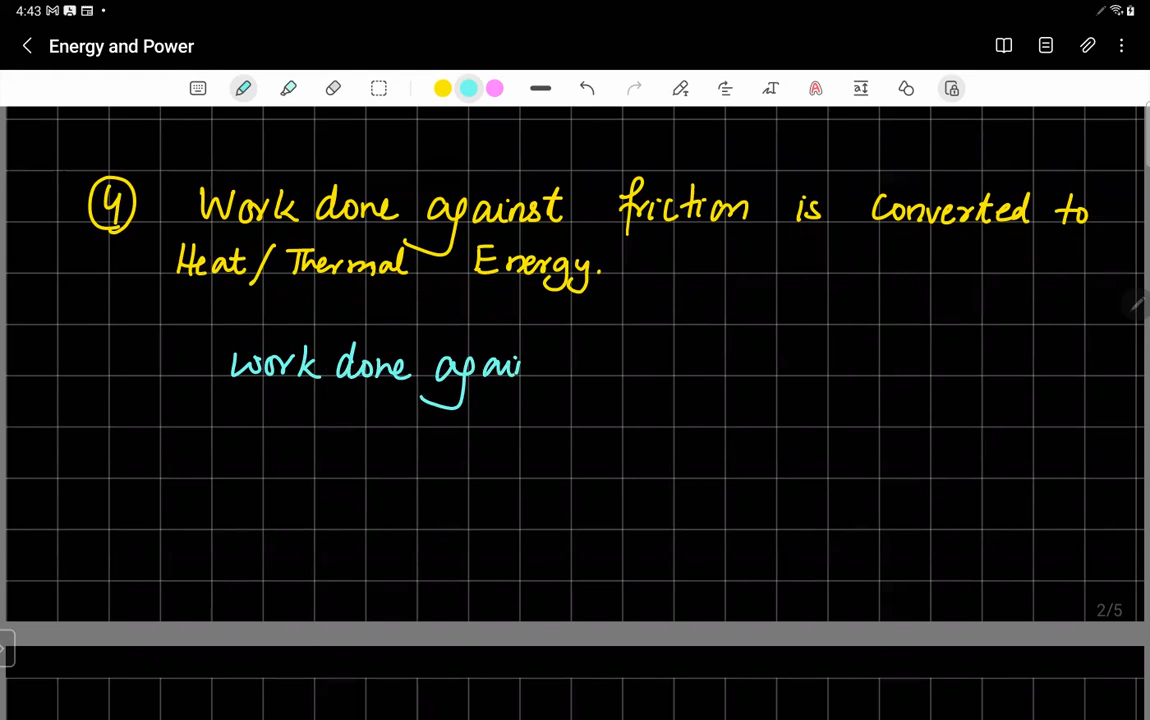 4:43
Energy and Power
④ Work done against friction is converted to
Heat/Thermal Energy.
work done agai
2/5